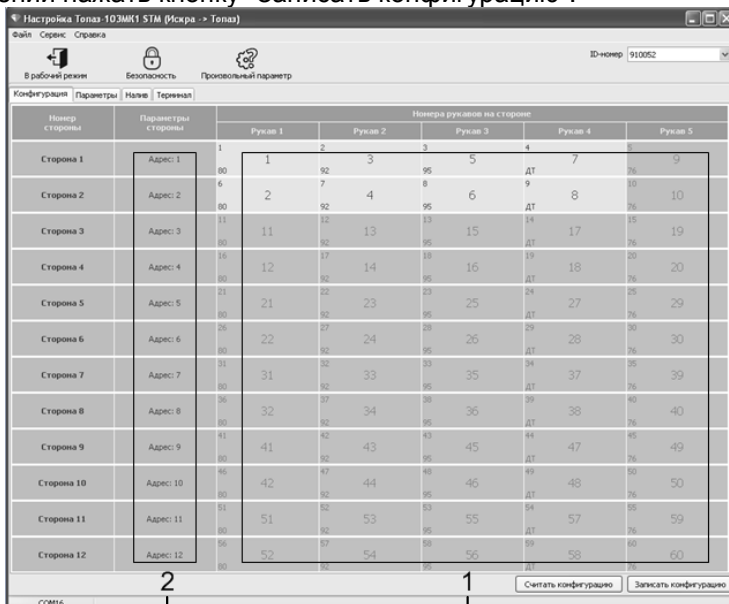 ении нажать кнопку "Записать конфигурацию".
Настройка Топаз-103МК1 STM (Искра -> Топаз)
Файл Сервис Справка
В рабочий режим Безопасность Произвольный параметр ID-номер 910052
Конфигурация Параметры Налив Терминал
Номер стороны Параметры стороны Номера рукавов на стороне
Рукав 1 Рукав 2 Рукав 3 Рукав 4 Рукав 5
1 2 3 4 5
Сторона 1 Адрес: 1 1 3 5 7 9
80 92 95 ДТ 76
6 7 8 9 10
Сторона 2 Адрес: 2 2 4 6 8 10
80 92 95 ДТ 76
11 12 13 14 15
Сторона 3 Адрес: 3 11 13 15 17 19
80 92 95 ДТ 76
16 17 18 19 20
Сторона 4 Адрес: 4 12 14 16 18 20
80 92 95 ДТ 76
21 22 23 24 25
Сторона 5 Адрес: 5 21 23 25 27 29
80 92 95 ДТ 76
26 27 28 29 30
Сторона 6 Адрес: 6 22 24 26 28 30
80 92 95 ДТ 76
31 32 33 34 35
Сторона 7 Адрес: 7 31 33 35 37 39
80 92 95 ДТ 76
36 37 38 39 40
Сторона 8 Адрес: 8 32 34 36 38 40
80 92 95 ДТ 76
41 42 43 44 45
Сторона 9 Адрес: 9 41 43 45 47 49
80 92 95 ДТ 76
46 47 48 49 50
Сторона 10 Адрес: 10 42 44 46 48 50
80 92 95 ДТ 76
51 52 53 54 55
Сторона 11 Адрес: 11 51 53 55 57 59
80 92 95 ДТ 76
56 57 58 59 60
Сторона 12 Адрес: 12 52 54 56 58 60
80 92 95 ДТ 76
2 1
Считать конфигурацию Записать конфигурацию
COM16